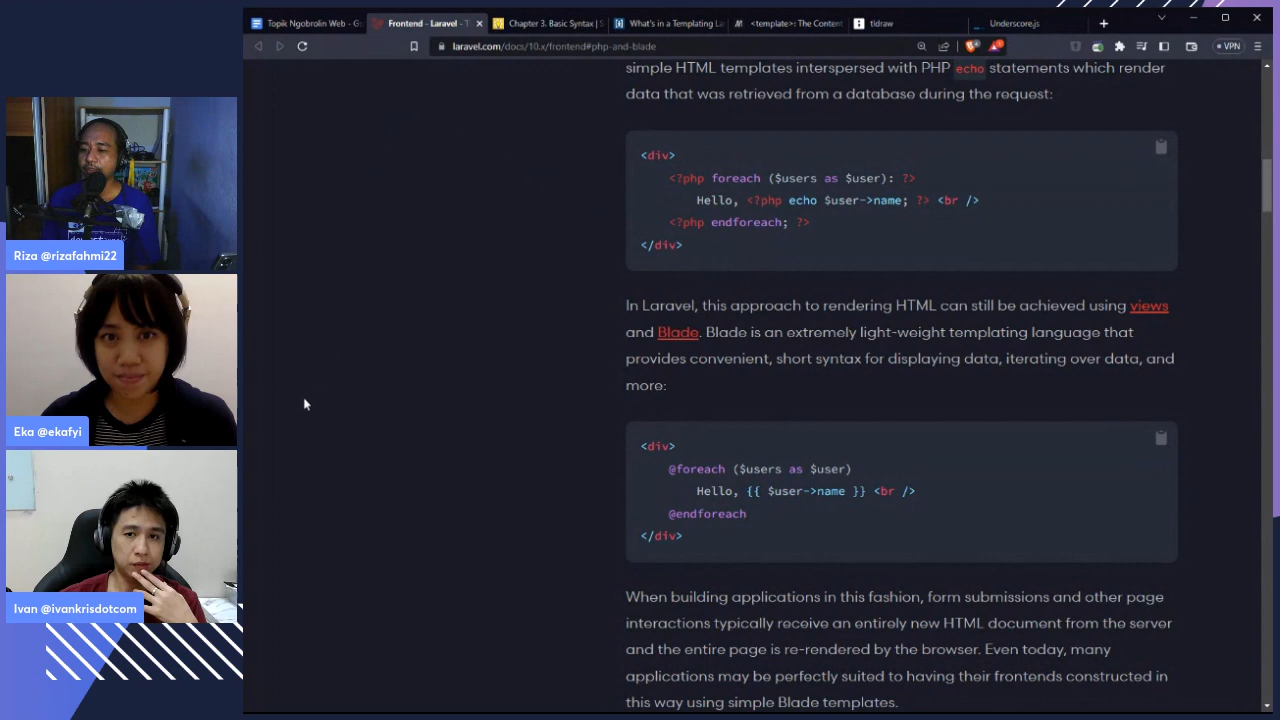 Topik Ngobrolin Web - G
Frontend - Laravel - T
Chapter 3. Basic Syntax | S
What's in a Templating La
<template>: The Content
tldraw
Underscore.js
laravel.com/docs/10.x/frontend#php-and-blade
VPN
simple HTML templates interspersed with PHP echo statements which render
data that was retrieved from a database during the request:
<div>
<?php foreach ($users as $user): ?>
Hello, <?php echo $user->name; ?> <br />
<?php endforeach; ?>
</div>
In Laravel, this approach to rendering HTML can still be achieved using views
and Blade. Blade is an extremely light-weight templating language that
provides convenient, short syntax for displaying data, iterating over data, and
more:
<div>
@foreach ($users as $user)
Hello, {{ $user->name }} <br />
@endforeach
</div>
When building applications in this fashion, form submissions and other page
interactions typically receive an entirely new HTML document from the server
and the entire page is re-rendered by the browser. Even today, many
applications may be perfectly suited to having their frontends constructed in
this way using simple Blade templates.
Riza @rizafahmi22
Eka @ekafyi
Ivan @ivankrisdotcom